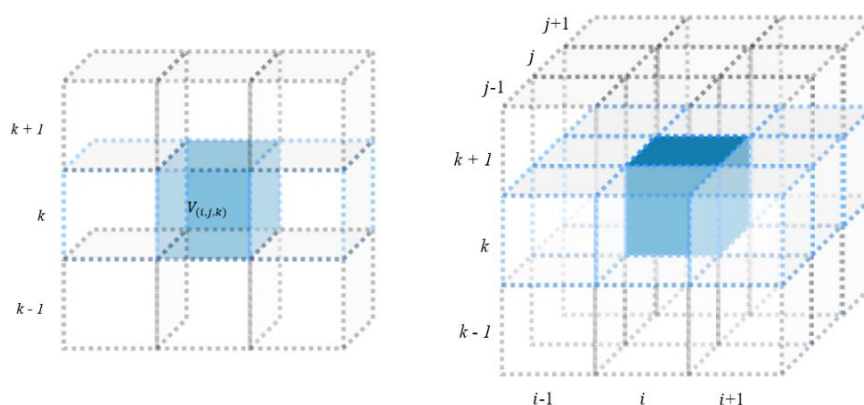 k + 1
k
k - 1
V(i,j,k)
j+1
j
j-1
k + 1
k
k - 1
i-1 i i+1